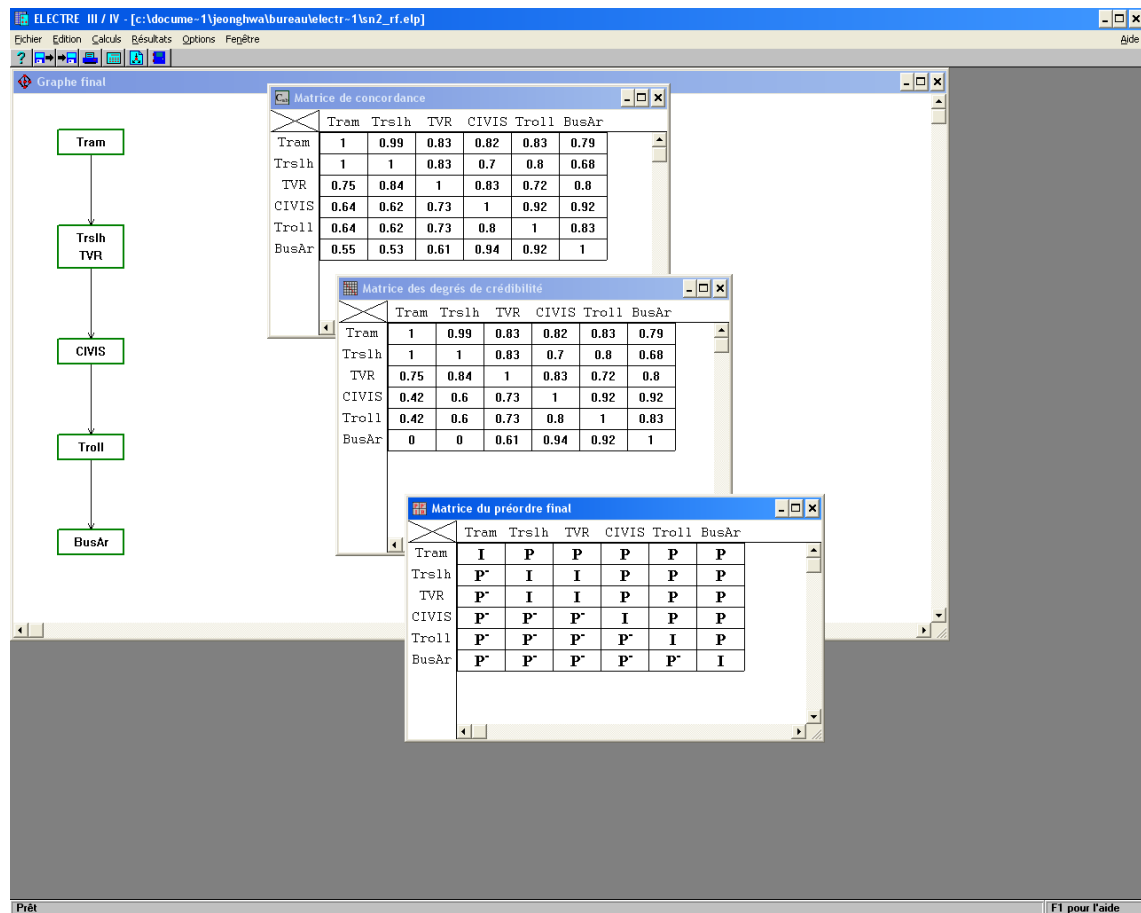 ELECTRE III / IV - [c:\docume~1\jeonghwa\bureau\electr~1\sn2_rf.elp]
Fichier Edition Calculs Résultats Options Fenêtre Aide
Graphe final
Tram
Trslh
TVR
CIVIS
Troll
BusAr
Matrice de concordance
Tram Trslh TVR CIVIS Troll BusAr
Tram 1 0.99 0.83 0.82 0.83 0.79
Trslh 1 1 0.83 0.7 0.8 0.68
TVR 0.75 0.84 1 0.83 0.72 0.8
CIVIS 0.64 0.62 0.73 1 0.92 0.92
Troll 0.64 0.62 0.73 0.8 1 0.83
BusAr 0.55 0.53 0.61 0.94 0.92 1
Matrice des degrés de crédibilité
Tram Trslh TVR CIVIS Troll BusAr
Tram 1 0.99 0.83 0.82 0.83 0.79
Trslh 1 1 0.83 0.7 0.8 0.68
TVR 0.75 0.84 1 0.83 0.72 0.8
CIVIS 0.42 0.6 0.73 1 0.92 0.92
Troll 0.42 0.6 0.73 0.8 1 0.83
BusAr 0 0 0.61 0.94 0.92 1
Matrice du préordre final
Tram Trslh TVR CIVIS Troll BusAr
Tram I P P P P P
Trslh P⁻ I I P P P
TVR P⁻ I I P P P
CIVIS P⁻ P⁻ P⁻ I P P
Troll P⁻ P⁻ P⁻ P⁻ I P
BusAr P⁻ P⁻ P⁻ P⁻ P⁻ I
Prêt
F1 pour l'aide